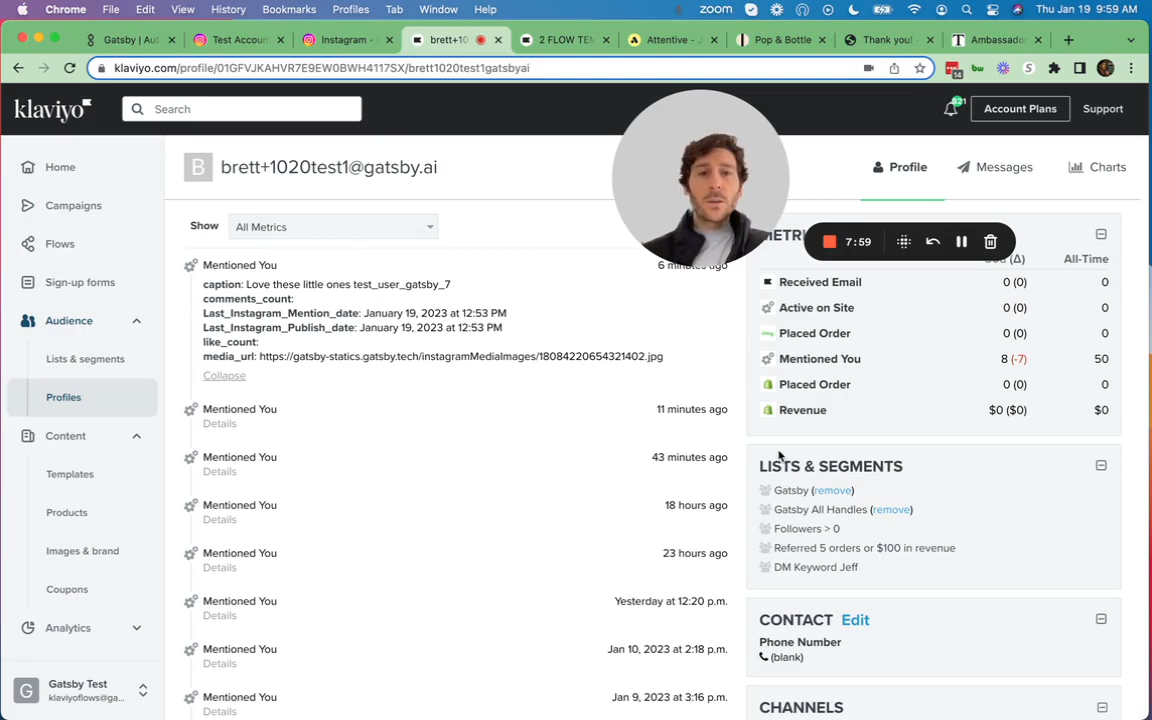 Chrome File Edit View History Bookmarks Profiles Tab Window Help zoom Thu Jan 19 9:59 AM
Gatsby | Aut Test Accoun Instagram - brett+10 2 FLOW TEM Attentive - J Pop & Bottle Thank you! Ambassado
klaviyo.com/profile/01GFVJKAHVR7E9EW0BWH4117SX/brett1020test1gatsbyai
14
klaviyo
Search
821
Account Plans
Support
Home
Campaigns
Flows
Sign-up forms
Audience
Lists & segments
Profiles
Content
Templates
Products
Images & brand
Coupons
Analytics
G
Gatsby Test
klaviyoflows@ga...
B
brett+1020test1@gatsby.ai
Profile
Messages
Charts
Show
All Metrics
Mentioned You 6 minutes ago
caption: Love these little ones test_user_gatsby_7
comments_count:
Last_Instagram_Mention_date: January 19, 2023 at 12:53 PM
Last_Instagram_Publish_date: January 19, 2023 at 12:53 PM
like_count:
media_url: https://gatsby-statics.gatsby.tech/instagramMediaImages/18084220654321402.jpg
Collapse
Mentioned You 11 minutes ago
Details
Mentioned You 43 minutes ago
Details
Mentioned You 18 hours ago
Details
Mentioned You 23 hours ago
Details
Mentioned You Yesterday at 12:20 p.m.
Details
Mentioned You Jan 10, 2023 at 2:18 p.m.
Details
Mentioned You Jan 9, 2023 at 3:16 p.m.
Details
7:59
(Δ) All-Time
Received Email 0 (0) 0
Active on Site 0 (0) 0
Placed Order 0 (0) 0
Mentioned You 8 (-7) 50
Placed Order 0 (0) 0
Revenue $0 ($0) $0
LISTS & SEGMENTS
Gatsby (remove)
Gatsby All Handles (remove)
Followers > 0
Referred 5 orders or $100 in revenue
DM Keyword Jeff
CONTACT Edit
Phone Number
(blank)
CHANNELS